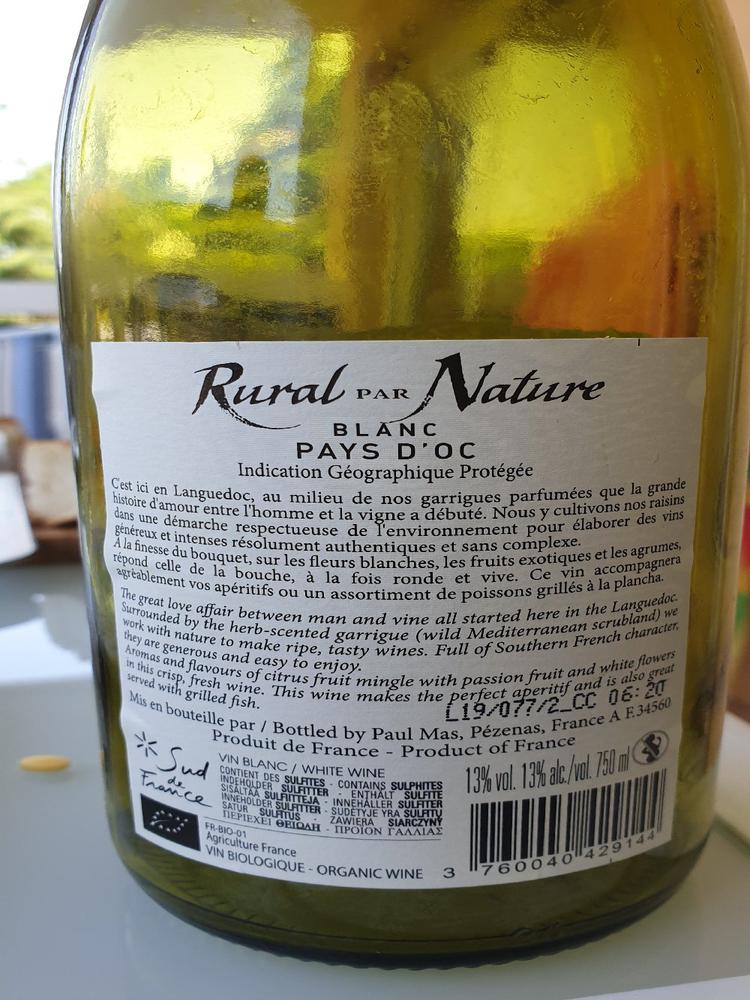 Rural PAR Nature
BLANC
PAYS D'OC
Indication Géographique Protégée
C'est ici en Languedoc, au milieu de nos garrigues parfumées que la grande
histoire d'amour entre l'homme et la vigne a débuté. Nous y cultivons nos raisins
dans une démarche respectueuse de l'environnement pour élaborer des vins
généreux et intenses résolument authentiques et sans complexe.
A la finesse du bouquet, sur les fleurs blanches, les fruits exotiques et les agrumes,
répond celle de la bouche, à la fois ronde et vive. Ce vin accompagnera
agréablement vos apéritifs ou un assortiment de poissons grillés à la plancha.
The great love affair between man and vine all started here in the Languedoc.
Surrounded by the herb-scented garrigue (wild Mediterranean scrubland) we
work with nature to make ripe, tasty wines. Full of Southern French character,
they are generous and easy to enjoy.
Aromas and flavours of citrus fruit mingle with passion fruit and white flowers
in this crisp, fresh wine. This wine makes the perfect aperitif and is also great
served with grilled fish.
L19/077/2_CC 06:20
Mis en bouteille par / Bottled by Paul Mas, Pézenas, France A F.34560
Produit de France - Product of France
Sud
de
France
VIN BLANC / WHITE WINE
CONTIENT DES SULFITES - CONTAINS SULPHITES
INDEHOLDER SULFITTER - ENTHÄLT SULFITE
SISÄLTÄÄ SULFIITTEJA - INNEHÅLLER SULFITER
INNEHOLDER SULFITTER - SUDĖTYJE YRA SULFITŲ
SATUR SULFĪTUS - ZAWIERA SIARCZYNY
ΠΕΡΙΕΧΕΙ ΘΕΙΩΔΗ - ΠΡΟΪΟΝ ΓΑΛΛΙΑΣ
13% vol. 13% alc./vol. 750 ml
FR-BIO-01
Agriculture France
VIN BIOLOGIQUE - ORGANIC WINE
3 760040 429144